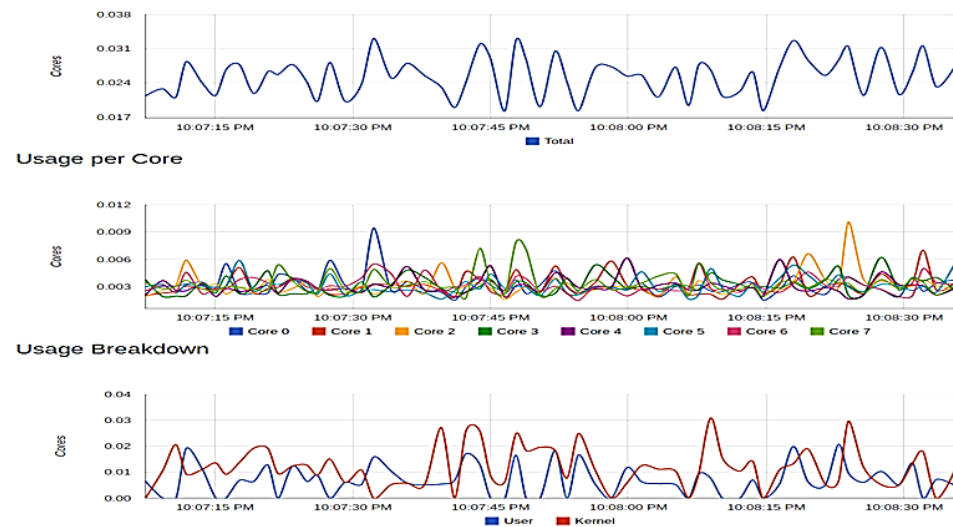 0.038
0.031
Cores
0.024
0.017
10:07:15 PM 10:07:30 PM 10:07:45 PM 10:08:00 PM 10:08:15 PM 10:08:30 PM
Total
Usage per Core
0.012
0.009
Cores
0.006
0.003
10:07:15 PM 10:07:30 PM 10:07:45 PM 10:08:00 PM 10:08:15 PM 10:08:30 PM
Core 0 Core 1 Core 2 Core 3 Core 4 Core 5 Core 6 Core 7
Usage Breakdown
0.04
0.03
Cores
0.02
0.01
0.00
10:07:15 PM 10:07:30 PM 10:07:45 PM 10:08:00 PM 10:08:15 PM 10:08:30 PM
User Kernel